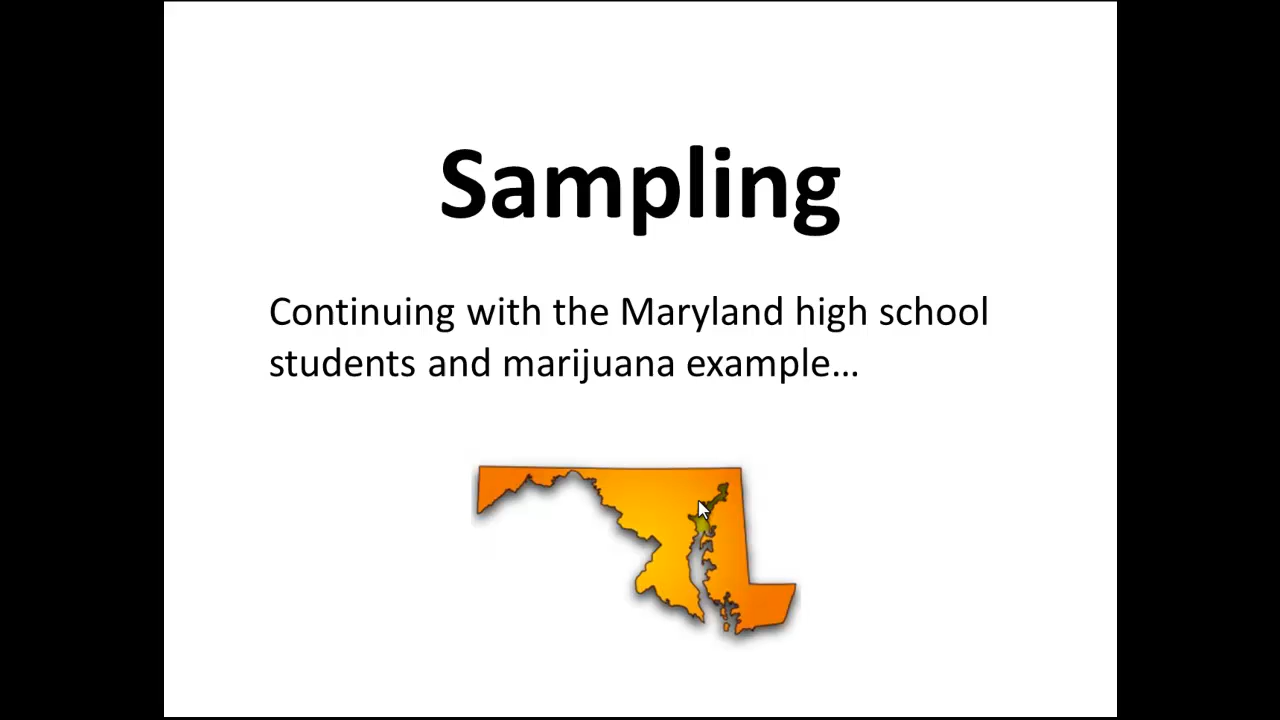 Sampling
Continuing with the Maryland high school
students and marijuana example…